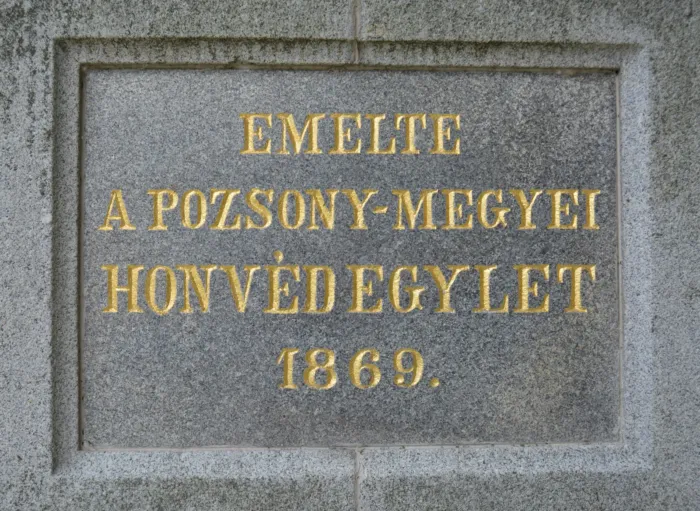 EMELTE
A POZSONY-MEGYEI
HONVÉDEGYLET
1869.